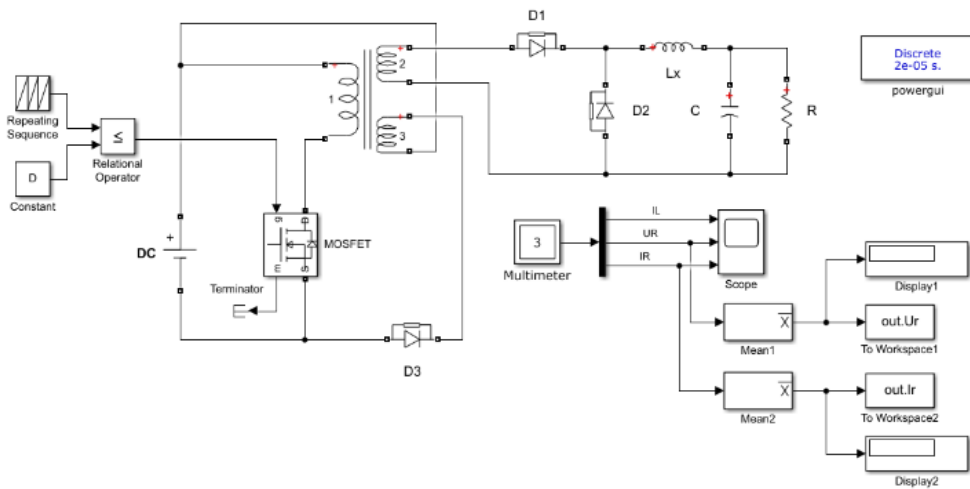 D1
Discrete
2e-05 s.
powergui
2
Lx
1
D2
C
R
3
Repeating
Sequence
≤
Relational
Operator
D
Constant
g
D
MOSFET
DC
+
m
S
Terminator
D3
3
Multimeter
IL
UR
IR
Scope
Display1
X
Mean1
out.Ur
To Workspace1
X
Mean2
out.Ir
To Workspace2
Display2